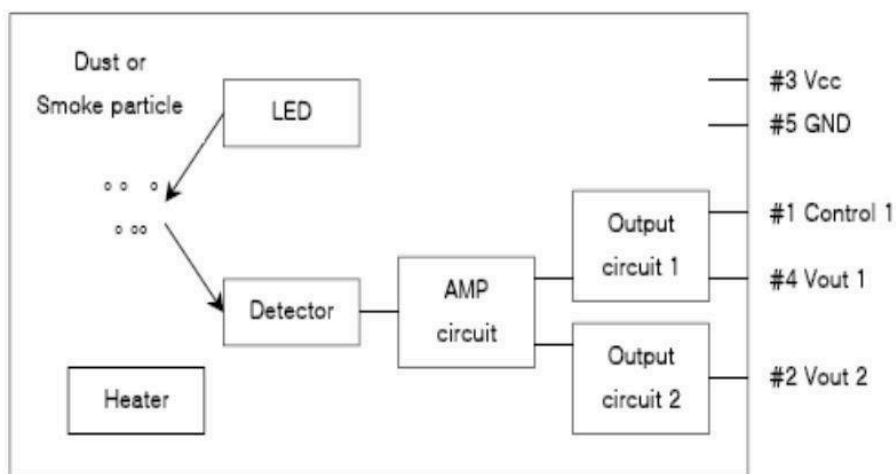 Dust or
Smoke particle
LED
#3 Vcc
#5 GND
Output
circuit 1
#1 Control 1
#4 Vout 1
Detector
AMP
circuit
Output
circuit 2
#2 Vout 2
Heater